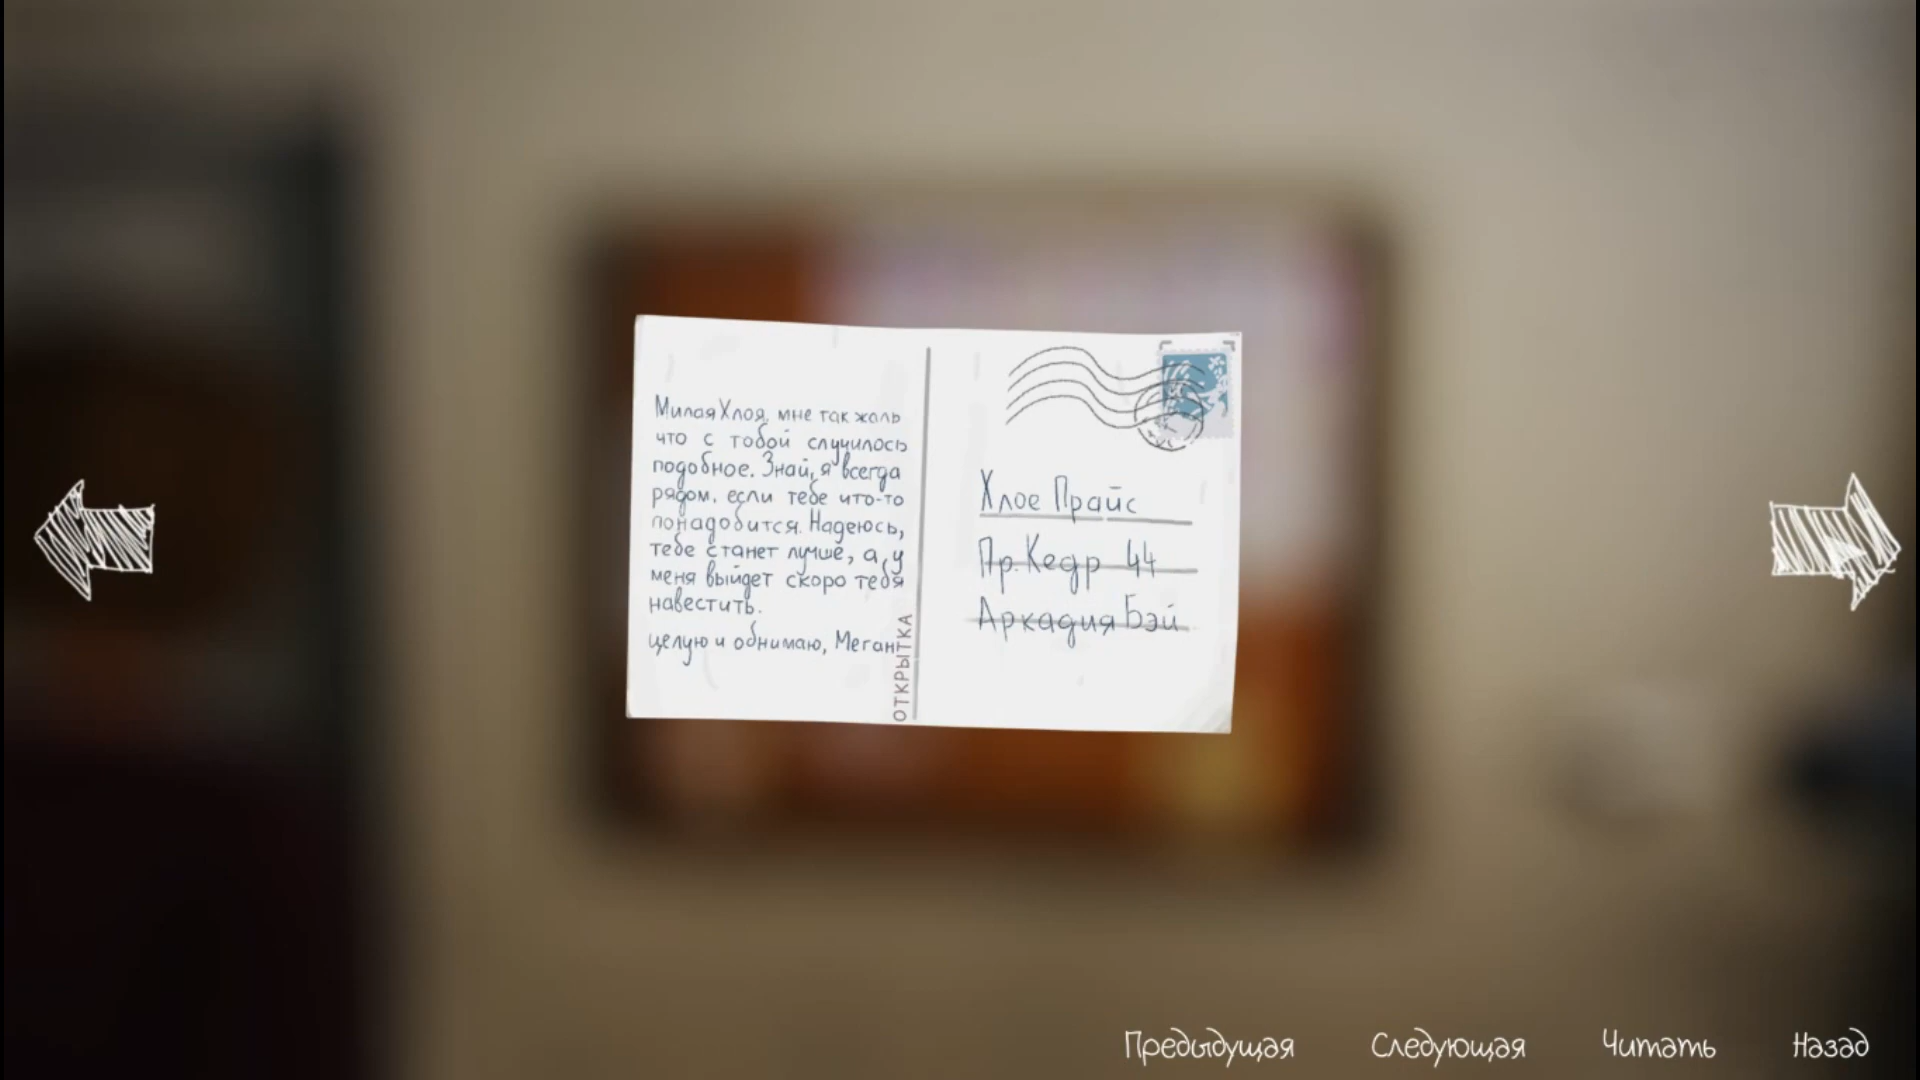 Милая Хлоя, мне так жаль
что с тобой случилось
подобное. Знай, я всегда
рядом, если тебе что-то
понадобится. Надеюсь,
тебе станет лучше, а у
меня выйдет скоро тебя
навестить.
целую и обнимаю, Меган
ОТКРЫТКА
Хлое Прайс
Пр. Кедр 44
Аркадия Бэй
Предыдущая
Следующая
Читать
Назад